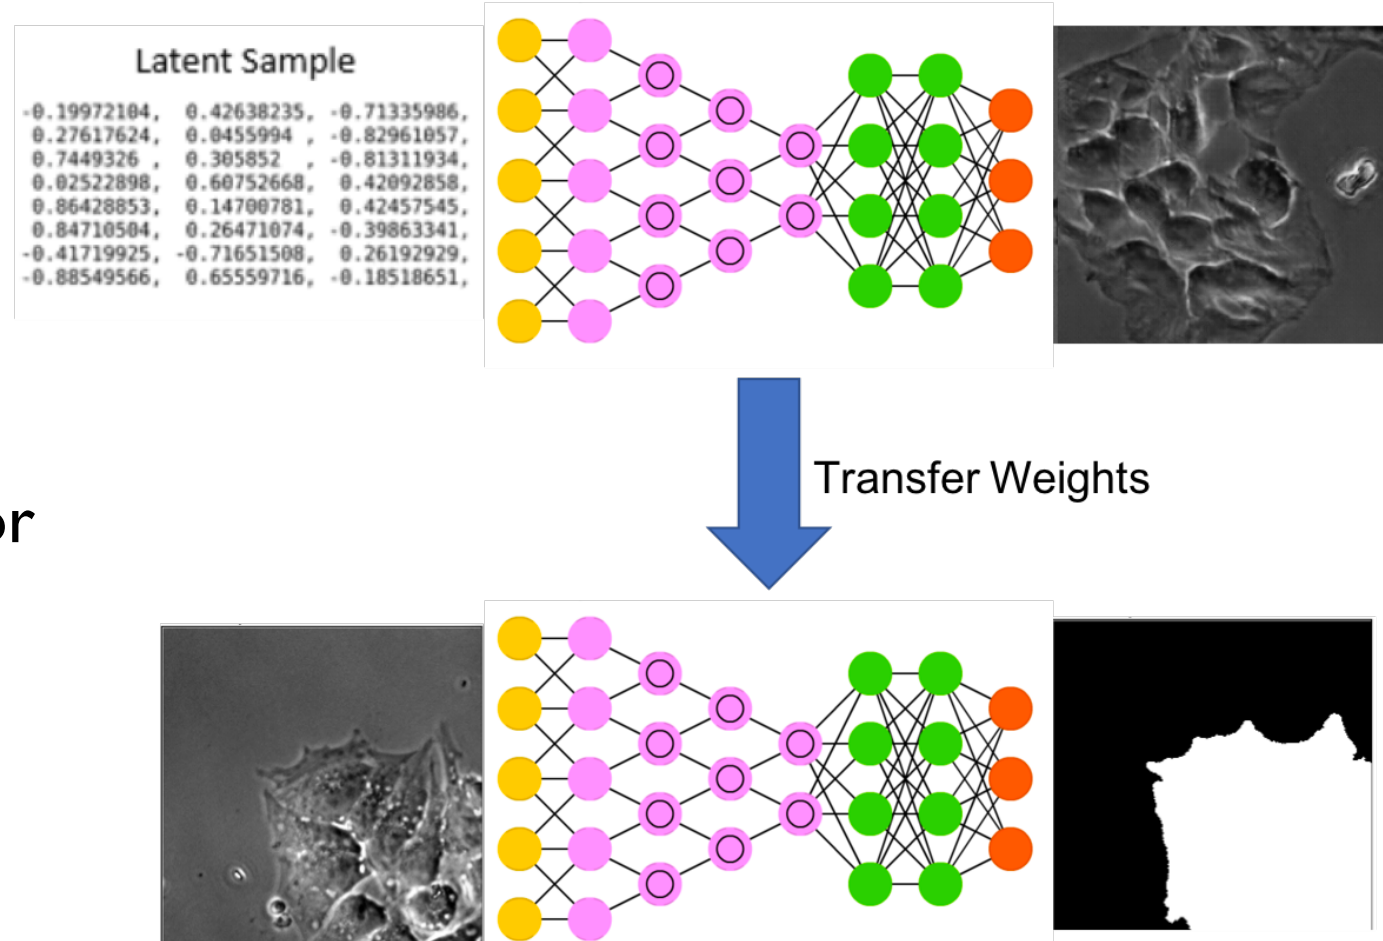 Latent Sample
-0.19972104, 0.42638235, -0.71335986,
0.27617624, 0.0455994 , -0.82961057,
0.7449326 , 0.305852 , -0.81311934,
0.02522898, 0.60752668, 0.42092858,
0.86428853, 0.14700781, 0.42457545,
0.84710504, 0.26471074, -0.39863341,
-0.41719925, -0.71651508, 0.26192929,
-0.88549566, 0.65559716, -0.18518651,
Transfer Weights
or